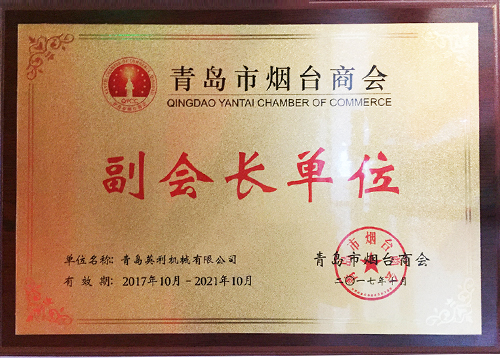 青岛市烟台商会
QINGDAO YANTAI CHAMBER OF COMMERCE
QYCC
副会长单位
单位名称: 青岛英利机械有限公司
有 效 期: 2017年10月 - 2021年10月
青岛市烟台商会
二〇一七年十月